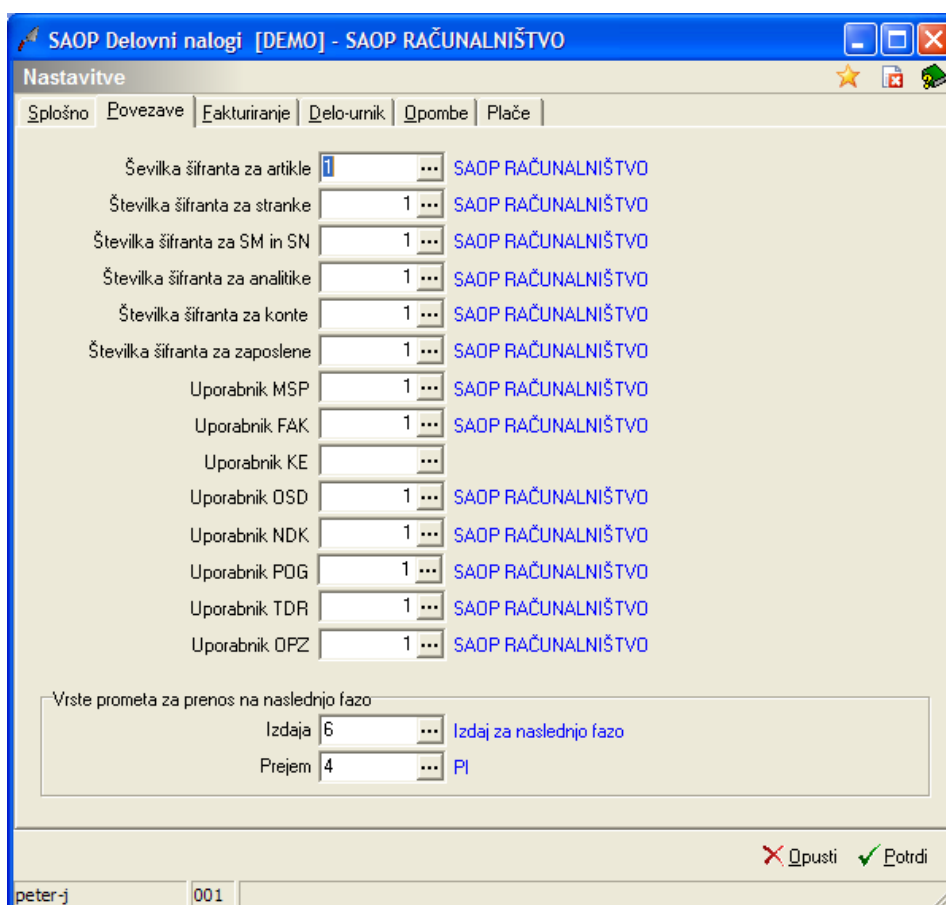 SAOP Delovni nalogi [DEMO] - SAOP RAČUNALNIŠTVO
Nastavitve
Splošno Povezave Fakturiranje Delo-urnik Opombe Plače
Ševilka šifranta za artikle 1 ... SAOP RAČUNALNIŠTVO
Številka šifranta za stranke 1 ... SAOP RAČUNALNIŠTVO
Številka šifranta za SM in SN 1 ... SAOP RAČUNALNIŠTVO
Številka šifranta za analitike 1 ... SAOP RAČUNALNIŠTVO
Številka šifranta za konte 1 ... SAOP RAČUNALNIŠTVO
Številka šifranta za zaposlene 1 ... SAOP RAČUNALNIŠTVO
Uporabnik MSP 1 ... SAOP RAČUNALNIŠTVO
Uporabnik FAK 1 ... SAOP RAČUNALNIŠTVO
Uporabnik KE ...
Uporabnik OSD 1 ... SAOP RAČUNALNIŠTVO
Uporabnik NDK 1 ... SAOP RAČUNALNIŠTVO
Uporabnik POG 1 ... SAOP RAČUNALNIŠTVO
Uporabnik TDR 1 ... SAOP RAČUNALNIŠTVO
Uporabnik OPZ 1 ... SAOP RAČUNALNIŠTVO
Vrste prometa za prenos na naslednjo fazo
Izdaja 6 ... Izdaj za naslednjo fazo
Prejem 4 ... PI
Opusti Potrdi
peter-j 001